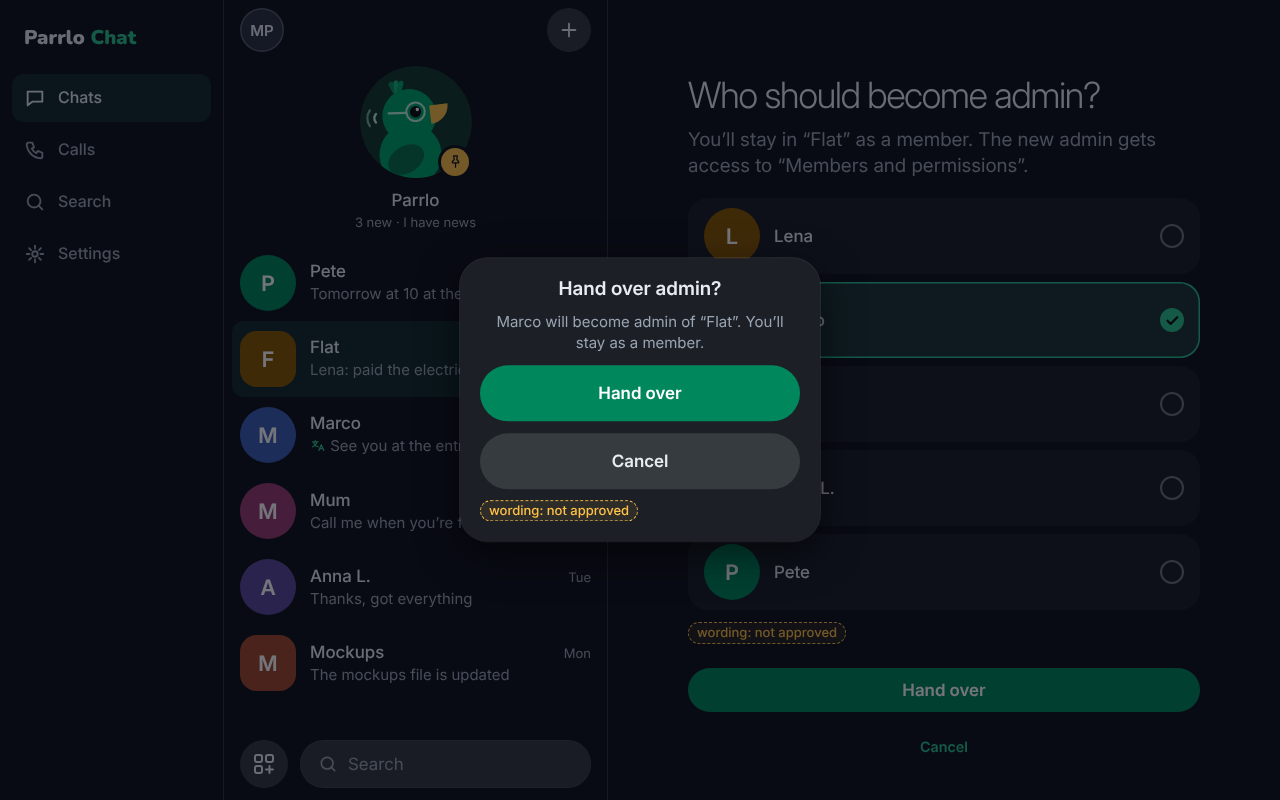 Parrlo Chat
Chats
Calls
Search
Settings
MP
Parrlo
3 new · I have news
P
Pete
Tomorrow at 10 at the
F
Flat
Lena: paid the electri
M
Marco
See you at the ent
M
Mum
Call me when you’re
A
Anna L.
Tue
Thanks, got everything
M
Mockups
Mon
The mockups file is updated
Search
Who should become admin?
You’ll stay in “Flat” as a member. The new admin gets
access to “Members and permissions”.
L
Lena
L.
P
Pete
wording: not approved
Hand over
Cancel
Hand over admin?
Marco will become admin of “Flat”. You’ll
stay as a member.
Hand over
Cancel
wording: not approved